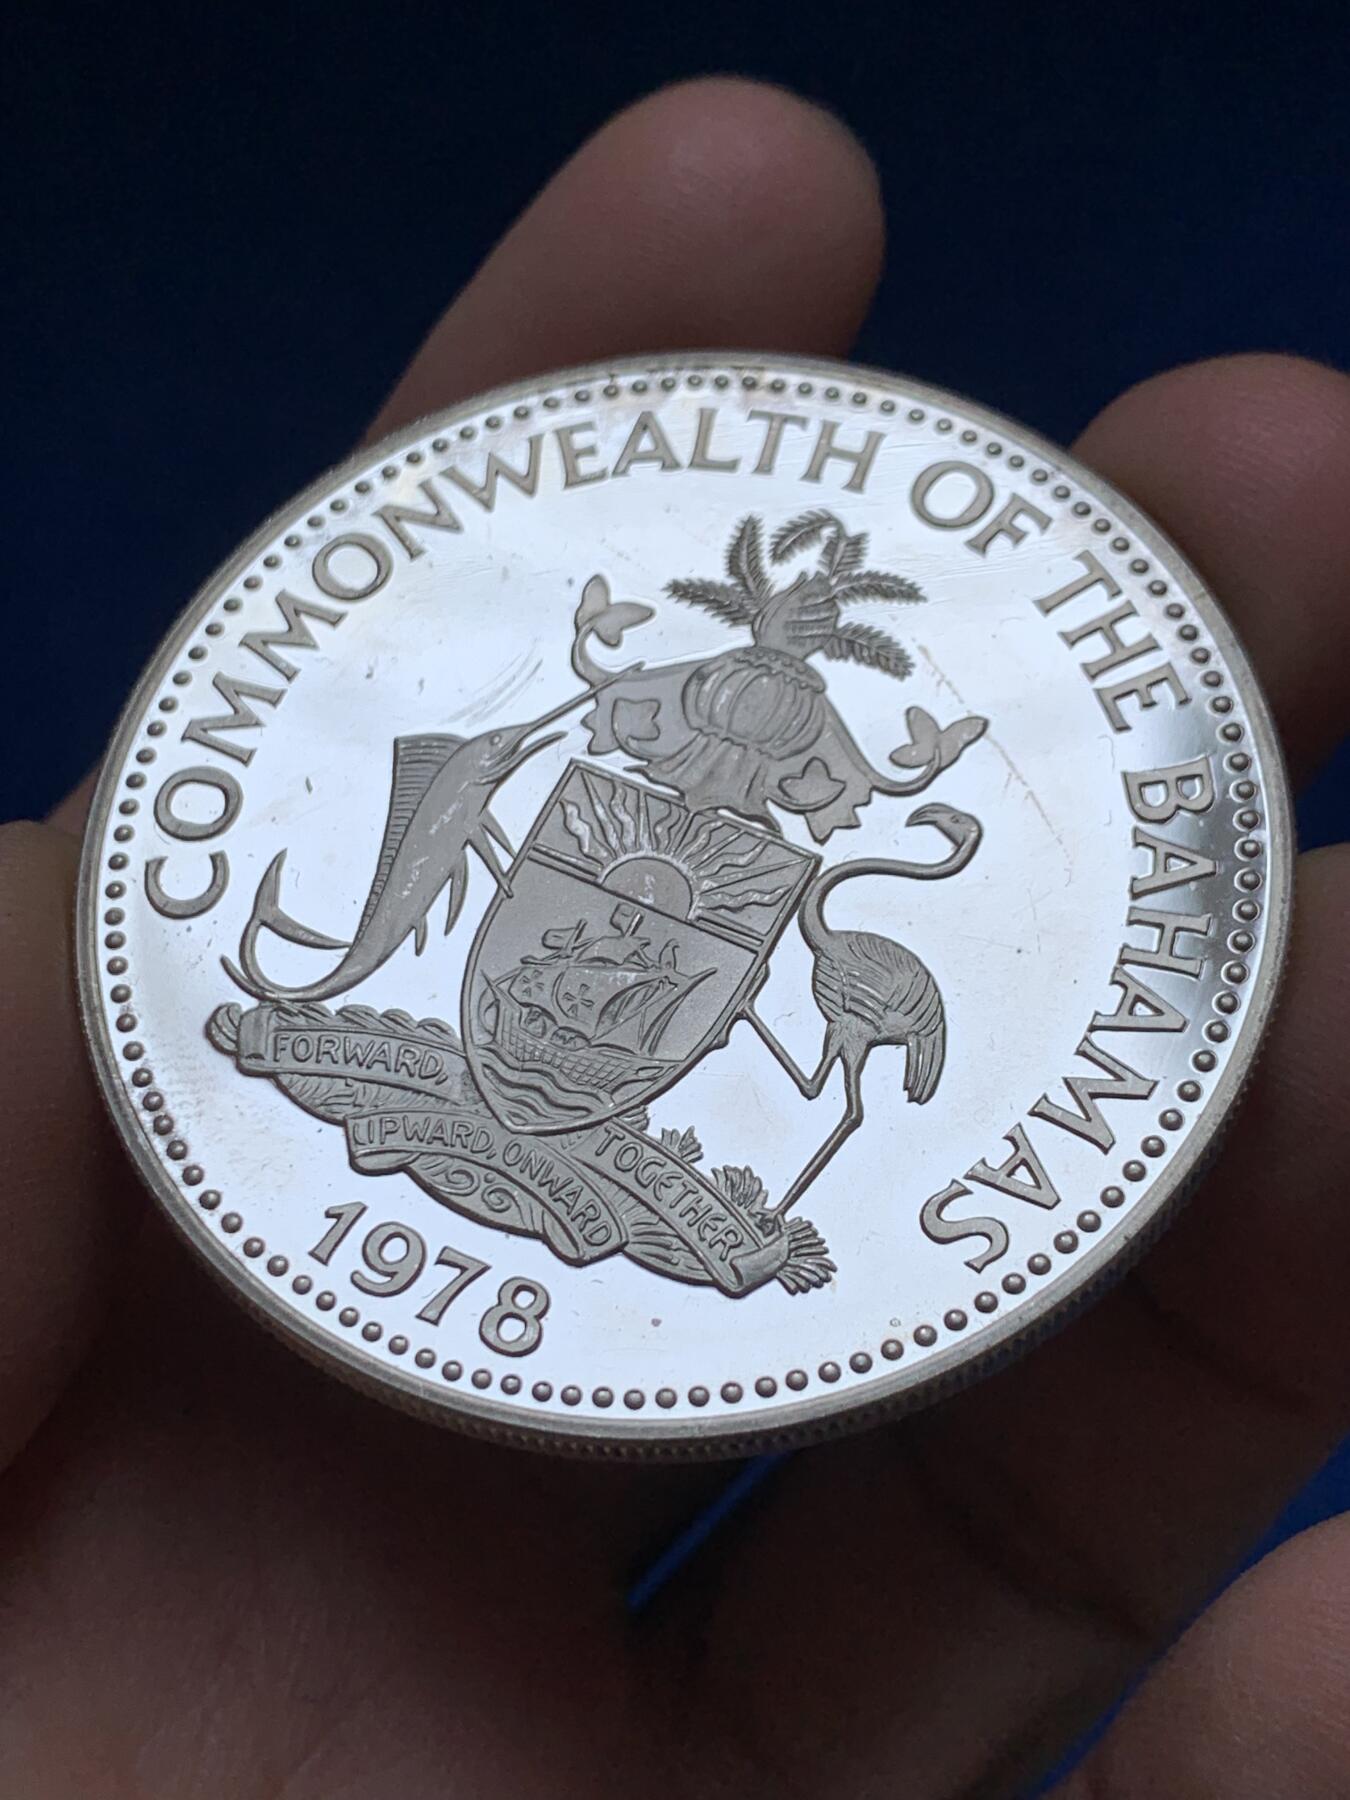 COMMONWEALTH OF THE BAHAMAS
FORWARD,
UPWARD, ONWARD
TOGETHER
1978